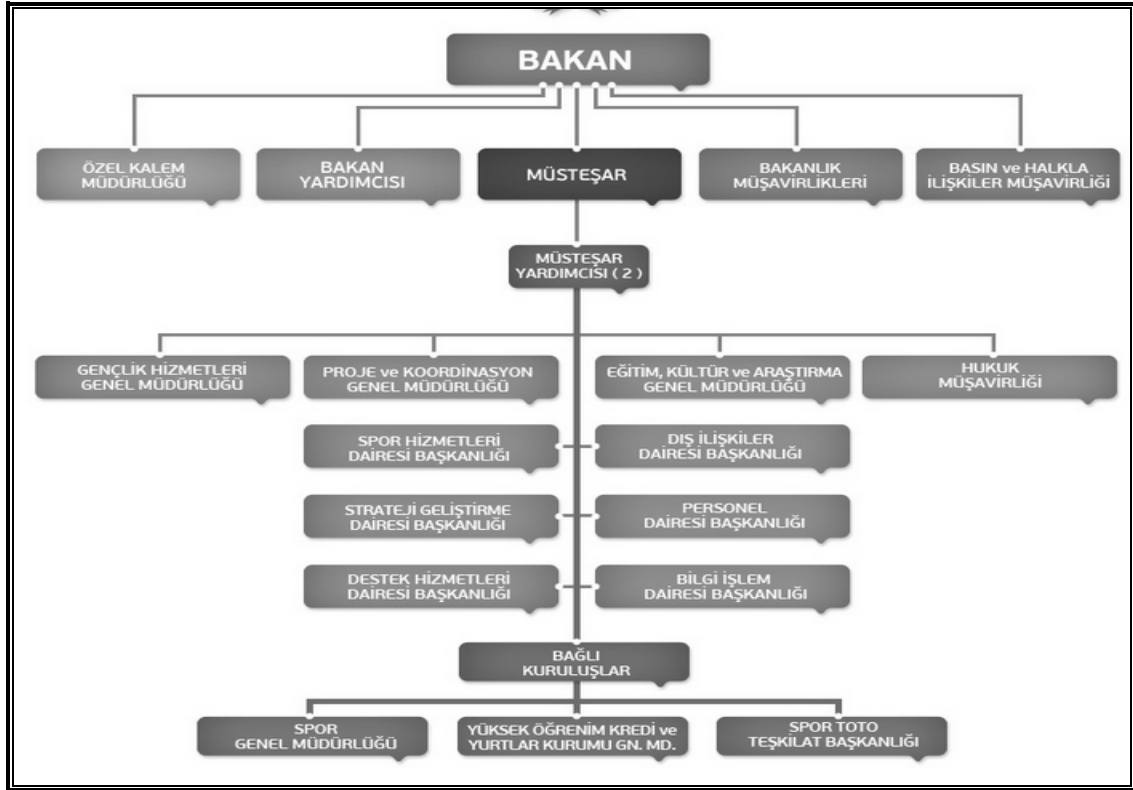 BAKAN
ÖZEL KALEM
MÜDÜRLÜĞÜ
BAKAN
YARDIMCISI
MÜSTEŞAR
BAKANLIK
MÜŞAVİRLİKLERİ
BASIN ve HALKLA
İLİŞKİLER MÜŞAVİRLİĞİ
MÜSTEŞAR
YARDIMCISI ( 2 )
GENÇLİK HİZMETLERİ
GENEL MÜDÜRLÜĞÜ
PROJE ve KOORDİNASYON
GENEL MÜDÜRLÜĞÜ
EĞİTİM, KÜLTÜR ve ARAŞTIRMA
GENEL MÜDÜRLÜĞÜ
HUKUK
MÜŞAVİRLİĞİ
SPOR HİZMETLERİ
DAİRESİ BAŞKANLIĞI
DIŞ İLİŞKİLER
DAİRESİ BAŞKANLIĞI
STRATEJİ GELİŞTİRME
DAİRESİ BAŞKANLIĞI
PERSONEL
DAİRESİ BAŞKANLIĞI
DESTEK HİZMETLERİ
DAİRESİ BAŞKANLIĞI
BİLGİ İŞLEM
DAİRESİ BAŞKANLIĞI
BAĞLI
KURULUŞLAR
SPOR
GENEL MÜDÜRLÜĞÜ
YÜKSEK ÖĞRENİM KREDİ ve
YURTLAR KURUMU GN. MD.
SPOR TOTO
TEŞKİLAT BAŞKANLIĞI